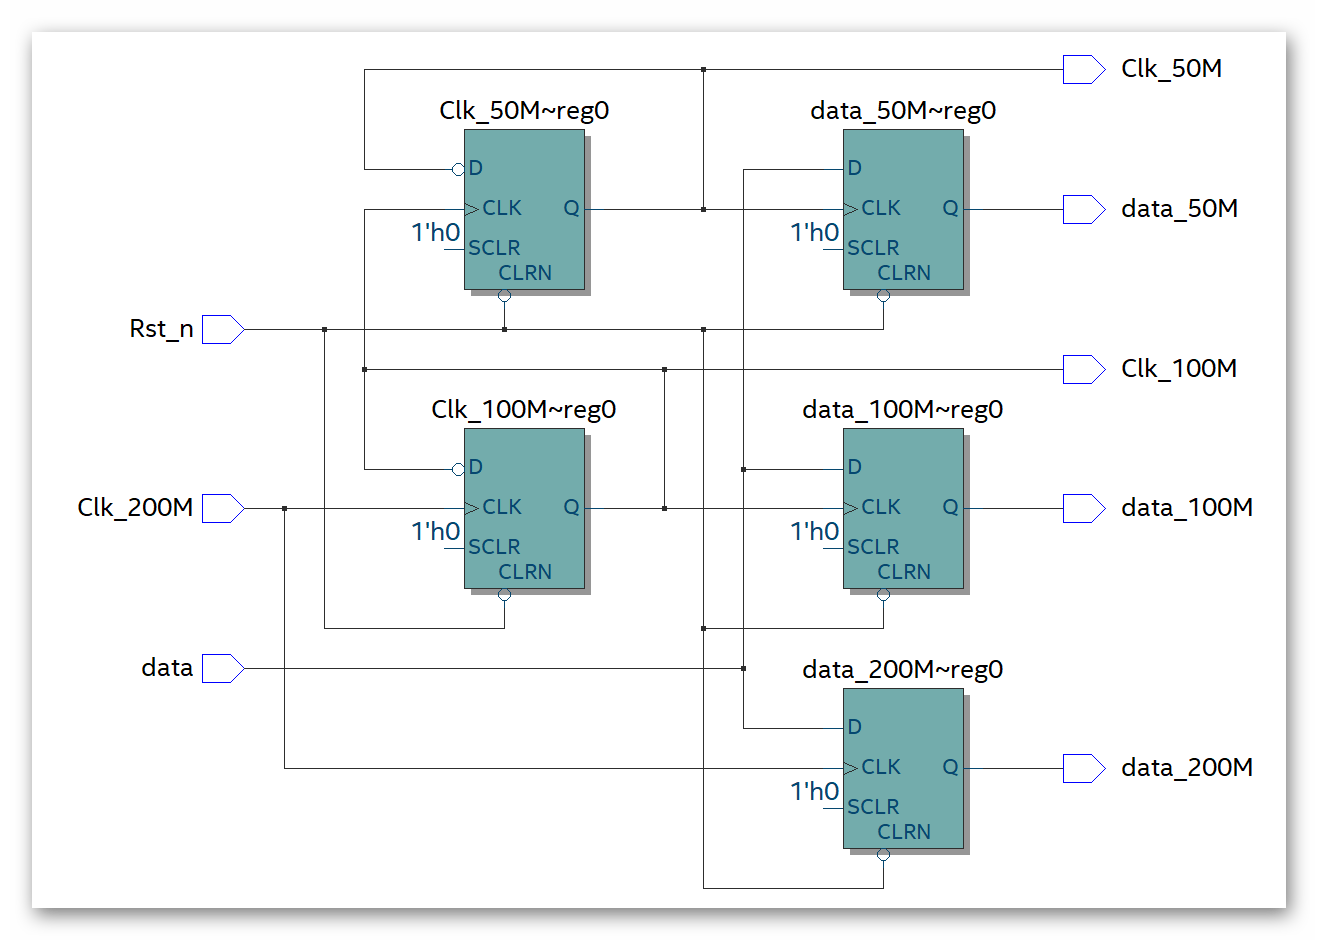 Clk_50M
Clk_50M~reg0
data_50M~reg0
D
D
CLK
Q
CLK
Q
data_50M
1'h0
1'h0
SCLR
SCLR
CLRN
CLRN
Rst_n
Clk_100M
Clk_100M~reg0
data_100M~reg0
D
D
Clk_200M
CLK
Q
CLK
Q
data_100M
1'h0
1'h0
SCLR
SCLR
CLRN
CLRN
data
data_200M~reg0
D
CLK
Q
data_200M
1'h0
SCLR
CLRN